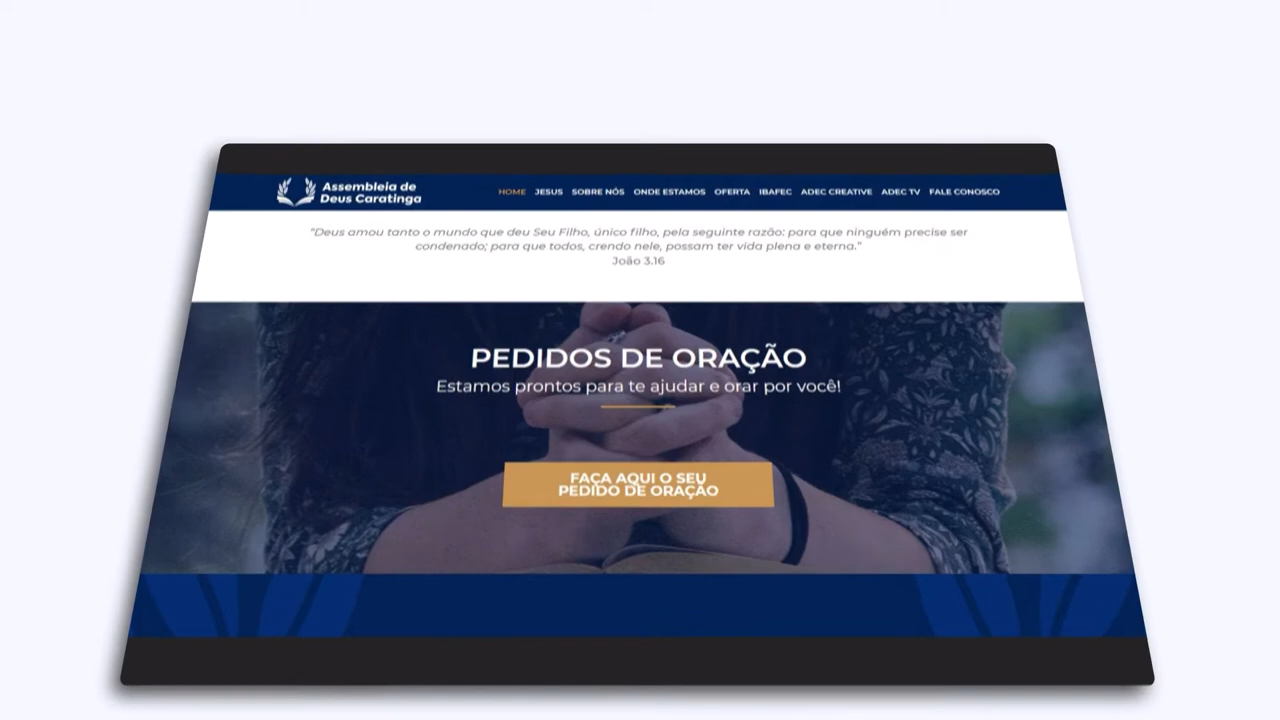 Assembleia de
Deus Caratinga
HOME JESUS SOBRE NÓS ONDE ESTAMOS OFERTA IBAFEC ADEC CREATIVE ADEC TV FALE CONOSCO
"Deus amou tanto o mundo que deu Seu Filho, único filho, pela seguinte razão: para que ninguém precise ser
condenado; para que todos, crendo nele, possam ter vida plena e eterna."
João 3.16
PEDIDOS DE ORAÇÃO
Estamos prontos para te ajudar e orar por você!
FAÇA AQUI O SEU
PEDIDO DE ORAÇÃO